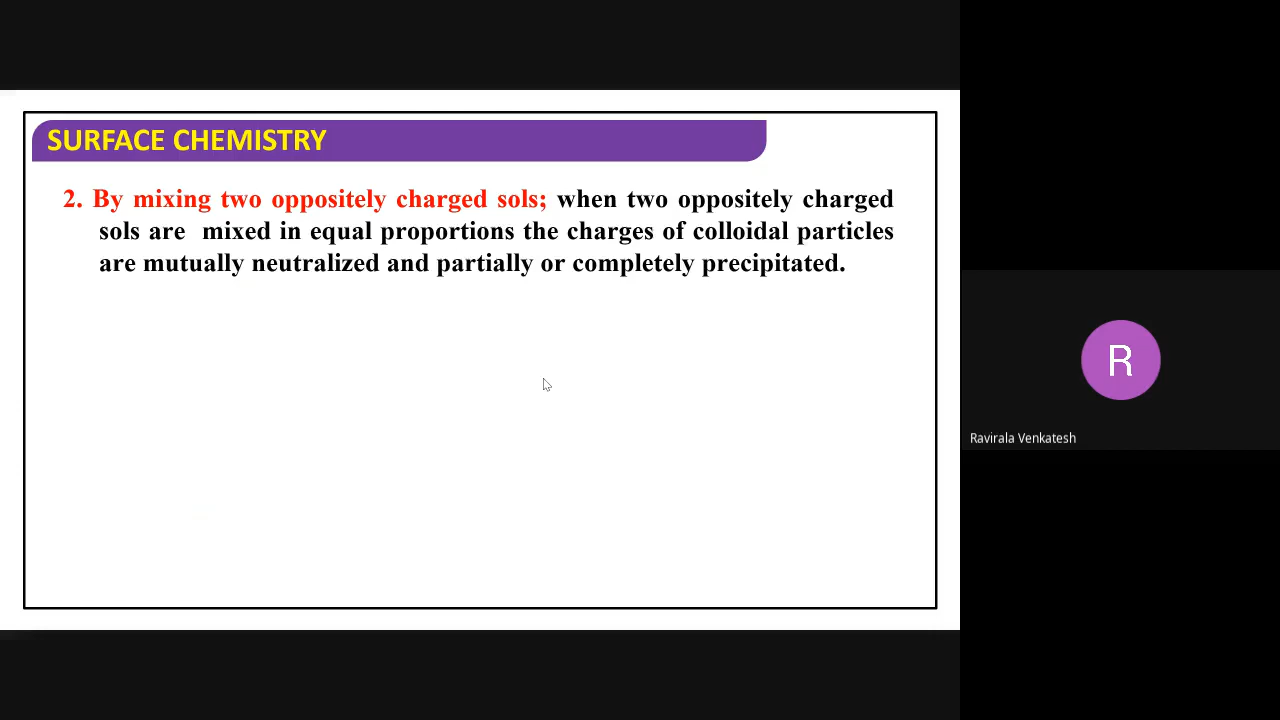 SURFACE CHEMISTRY
2. By mixing two oppositely charged sols; when two oppositely charged
sols are mixed in equal proportions the charges of colloidal particles
are mutually neutralized and partially or completely precipitated.
R
Ravirala Venkatesh